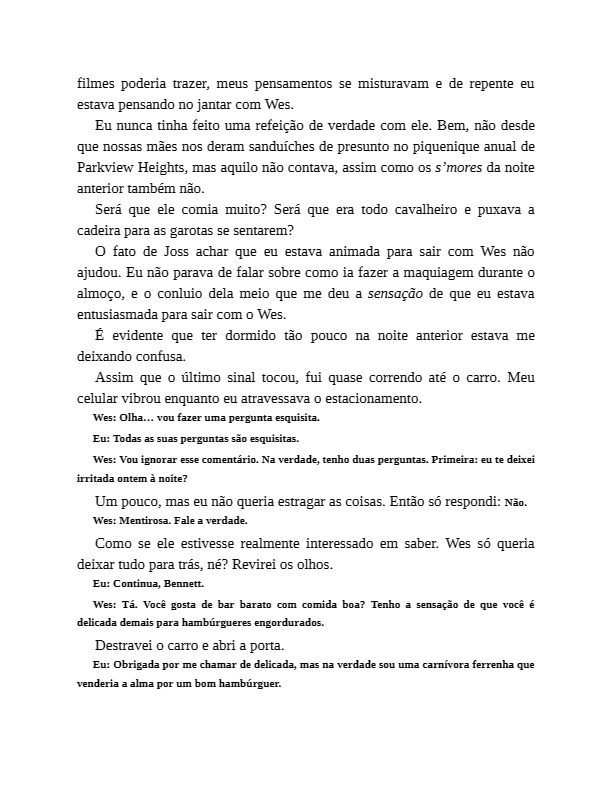 filmes poderia trazer, meus pensamentos se misturavam e de repente eu
estava pensando no jantar com Wes.
Eu nunca tinha feito uma refeição de verdade com ele. Bem, não desde
que nossas mães nos deram sanduíches de presunto no piquenique anual de
Parkview Heights, mas aquilo não contava, assim como os s’mores da noite
anterior também não.
Será que ele comia muito? Será que era todo cavalheiro e puxava a
cadeira para as garotas se sentarem?
O fato de Joss achar que eu estava animada para sair com Wes não
ajudou. Eu não parava de falar sobre como ia fazer a maquiagem durante o
almoço, e o conluio dela meio que me deu a sensação de que eu estava
entusiasmada para sair com o Wes.
É evidente que ter dormido tão pouco na noite anterior estava me
deixando confusa.
Assim que o último sinal tocou, fui quase correndo até o carro. Meu
celular vibrou enquanto eu atravessava o estacionamento.
Wes: Olha… vou fazer uma pergunta esquisita.
Eu: Todas as suas perguntas são esquisitas.
Wes: Vou ignorar esse comentário. Na verdade, tenho duas perguntas. Primeira: eu te deixei
irritada ontem à noite?
Um pouco, mas eu não queria estragar as coisas. Então só respondi: Não.
Wes: Mentirosa. Fale a verdade.
Como se ele estivesse realmente interessado em saber. Wes só queria
deixar tudo para trás, né? Revirei os olhos.
Eu: Continua, Bennett.
Wes: Tá. Você gosta de bar barato com comida boa? Tenho a sensação de que você é
delicada demais para hambúrgueres engordurados.
Destravei o carro e abri a porta.
Eu: Obrigada por me chamar de delicada, mas na verdade sou uma carnívora ferrenha que
venderia a alma por um bom hambúrguer.